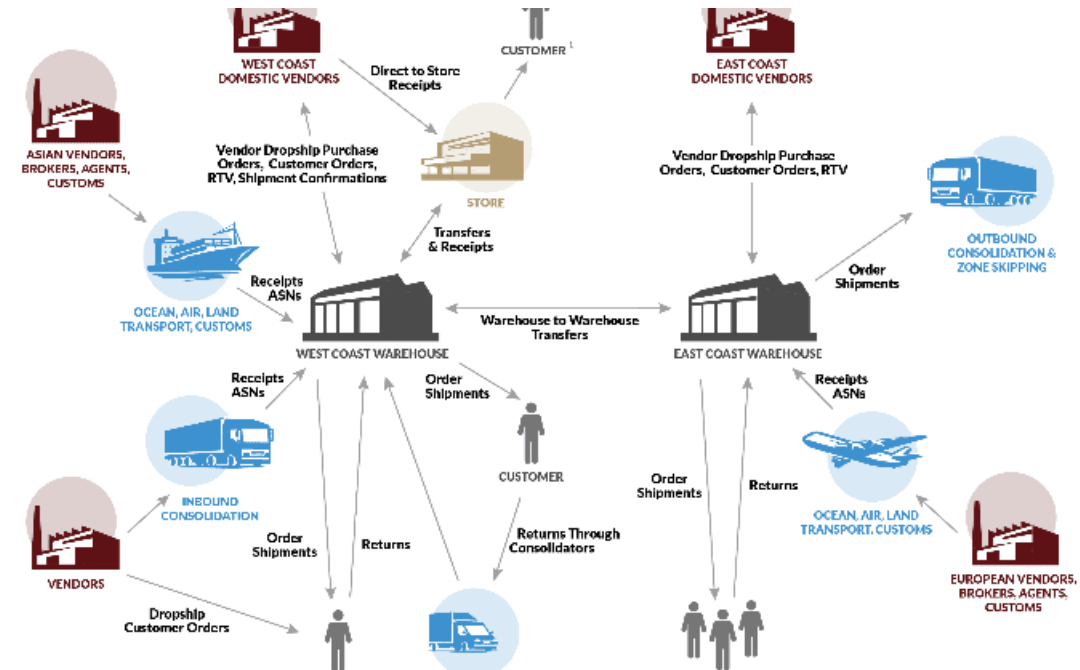 CUSTOMER 1
WEST COAST
DOMESTIC VENDORS
EAST COAST
DOMESTIC VENDORS
Direct to Store
Receipts
ASIAN VENDORS,
BROKERS, AGENTS,
CUSTOMS
Vendor Dropship Purchase
Orders, Customer Orders,
RTV, Shipment Confirmations
STORE
Vendor Dropship Purchase
Orders, Customer Orders, RTV
Transfers
& Receipts
OUTBOUND
CONSOLIDATION &
ZONE SKIPPING
Order
Shipments
Receipts
ASNs
OCEAN, AIR, LAND
TRANSPORT, CUSTOMS
Warehouse to Warehouse
Transfers
WEST COAST WAREHOUSE
EAST COAST WAREHOUSE
Receipts
ASNs
Order
Shipments
Receipts
ASNs
CUSTOMER
INBOUND
CONSOLIDATION
Order
Shipments
Returns
OCEAN, AIR, LAND
TRANSPORT, CUSTOMS
Order
Shipments
Returns
Returns Through
Consolidators
VENDORS
EUROPEAN VENDORS,
BROKERS, AGENTS,
CUSTOMS
Dropship
Customer Orders